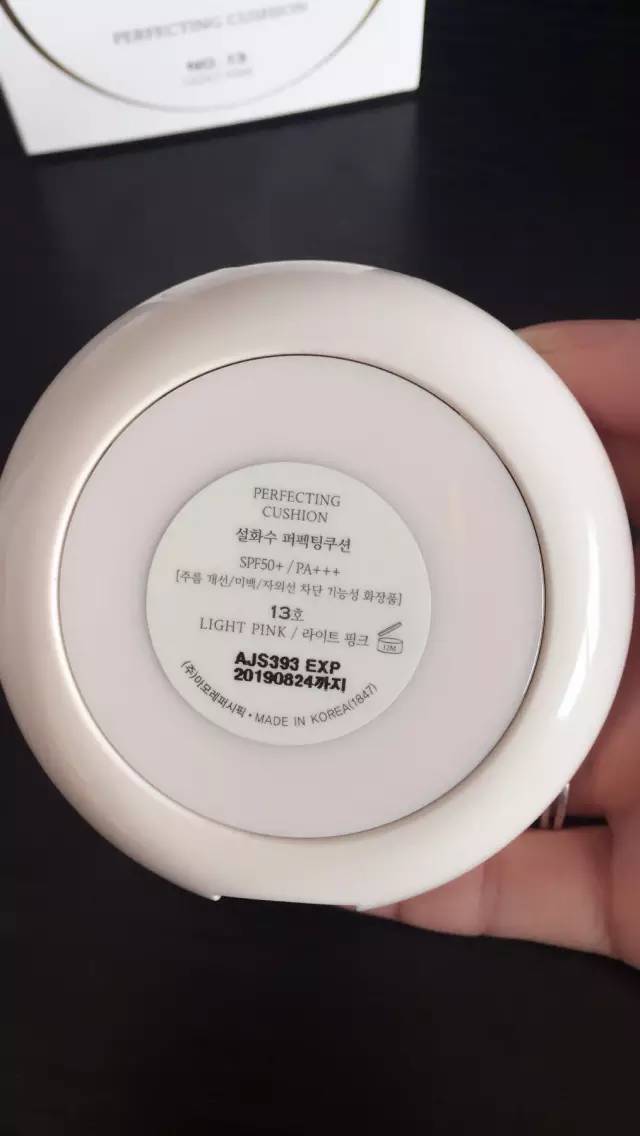 PERFECTING CUSHION
NO. 13
PERFECTING
CUSHION
설화수 퍼펙팅쿠션
SPF50+ / PA+++
[주름 개선/미백/자외선 차단 기능성 화장품]
13호
LIGHT PINK / 라이트 핑크
12M
AJS393 EXP
20190824까지
(주)아모레퍼시픽 • MADE IN KOREA(1847)